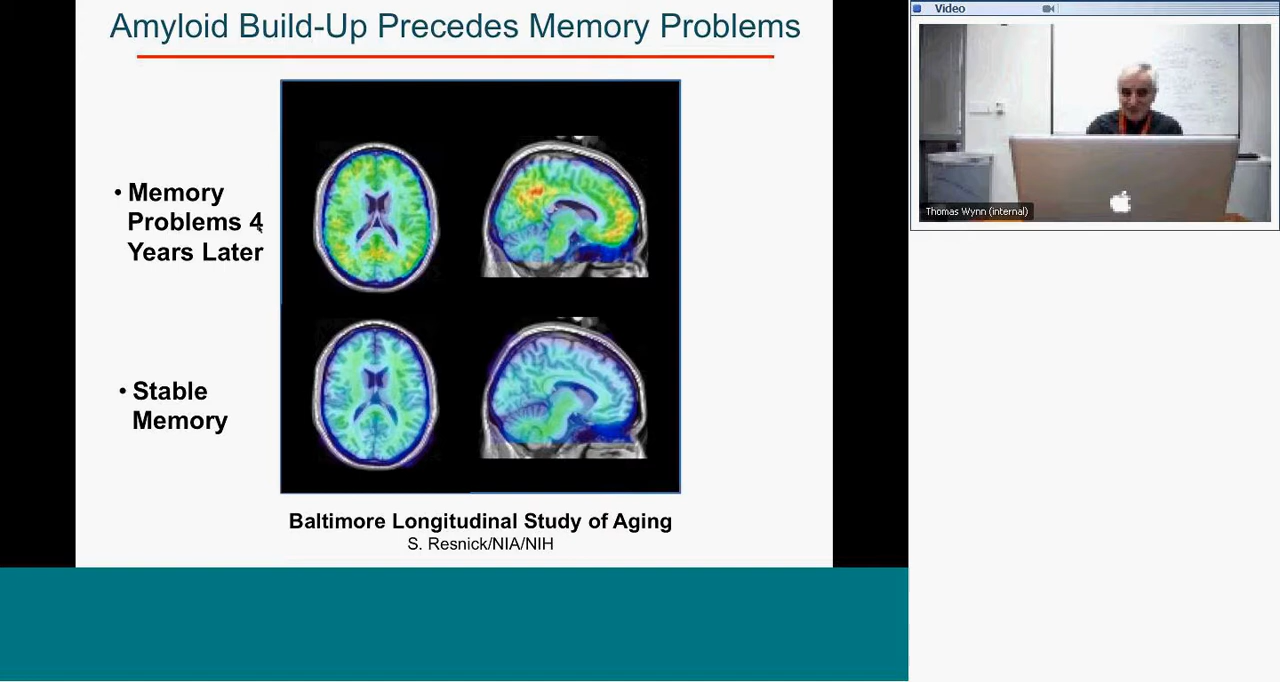 Amyloid Build-Up Precedes Memory Problems
• Memory
Problems 4
Years Later
• Stable
Memory
Baltimore Longitudinal Study of Aging
S. Resnick/NIA/NIH
Video
Thomas Wynn (internal)